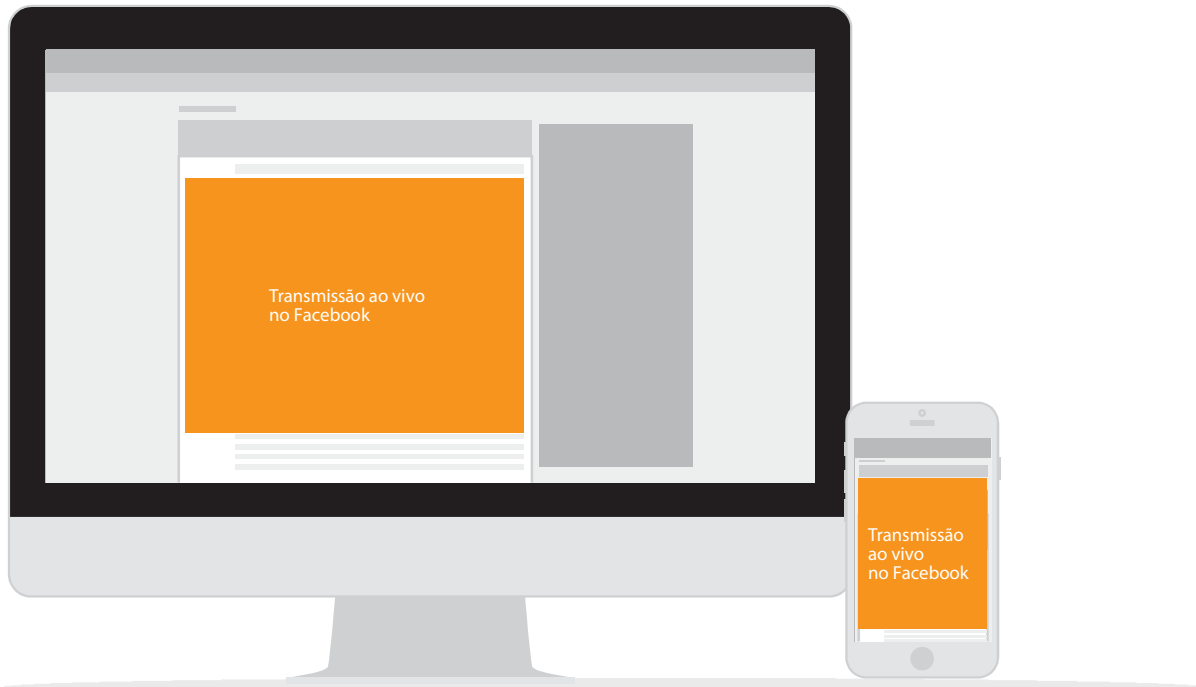 Transmissão ao vivo
no Facebook
Transmissão
ao vivo
no Facebook